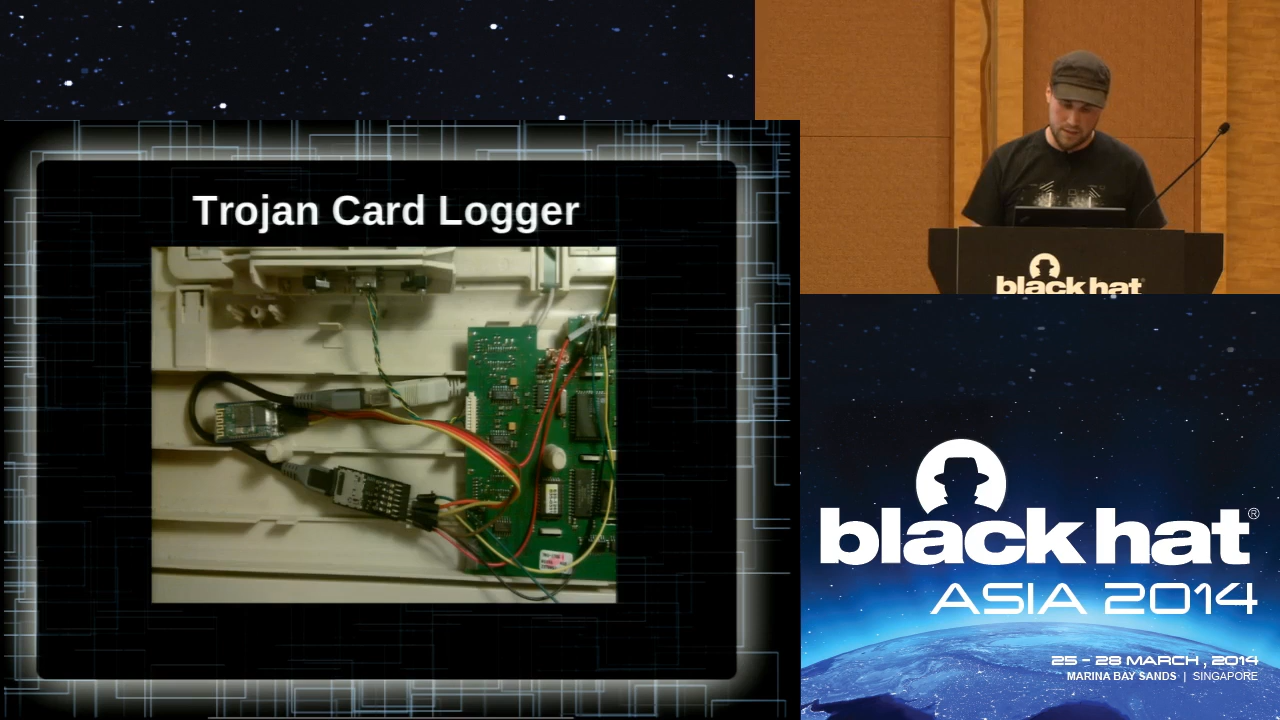 Trojan Card Logger
black hat
black hat®
ASIA 2014
25 - 28 MARCH , 2014
MARINA BAY SANDS | SINGAPORE